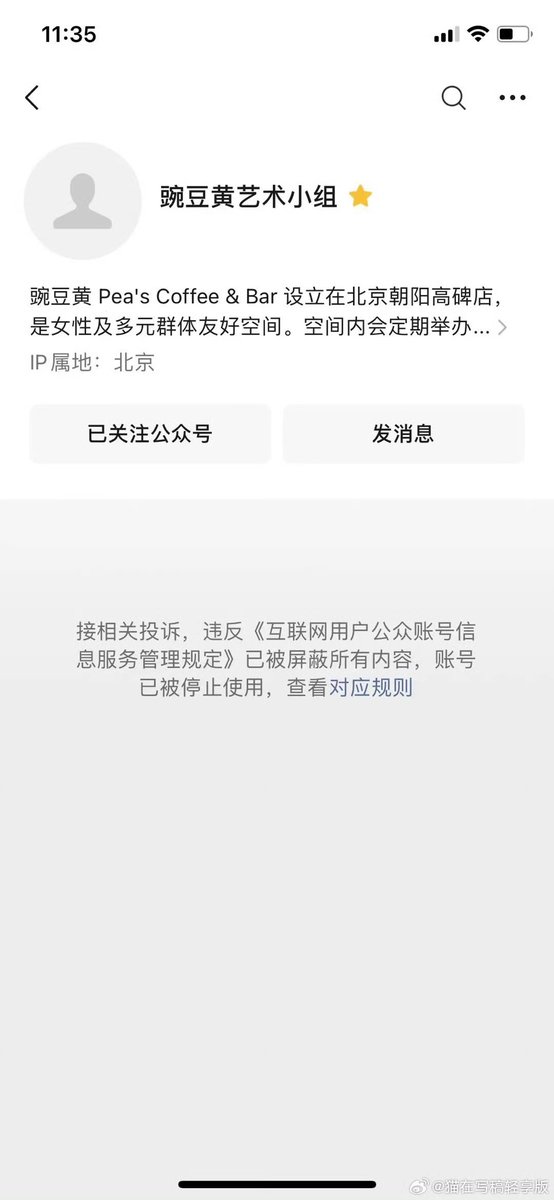 11:35
豌豆黄艺术小组
豌豆黄 Pea's Coffee & Bar 设立在北京朝阳高碑店，
是女性及多元群体友好空间。空间内会定期举办...
IP属地：北京
已关注公众号
发消息
接相关投诉，违反《互联网用户公众账号信
息服务管理规定》已被屏蔽所有内容，账号
已被停止使用，查看对应规则
@猫在写稿轻享版